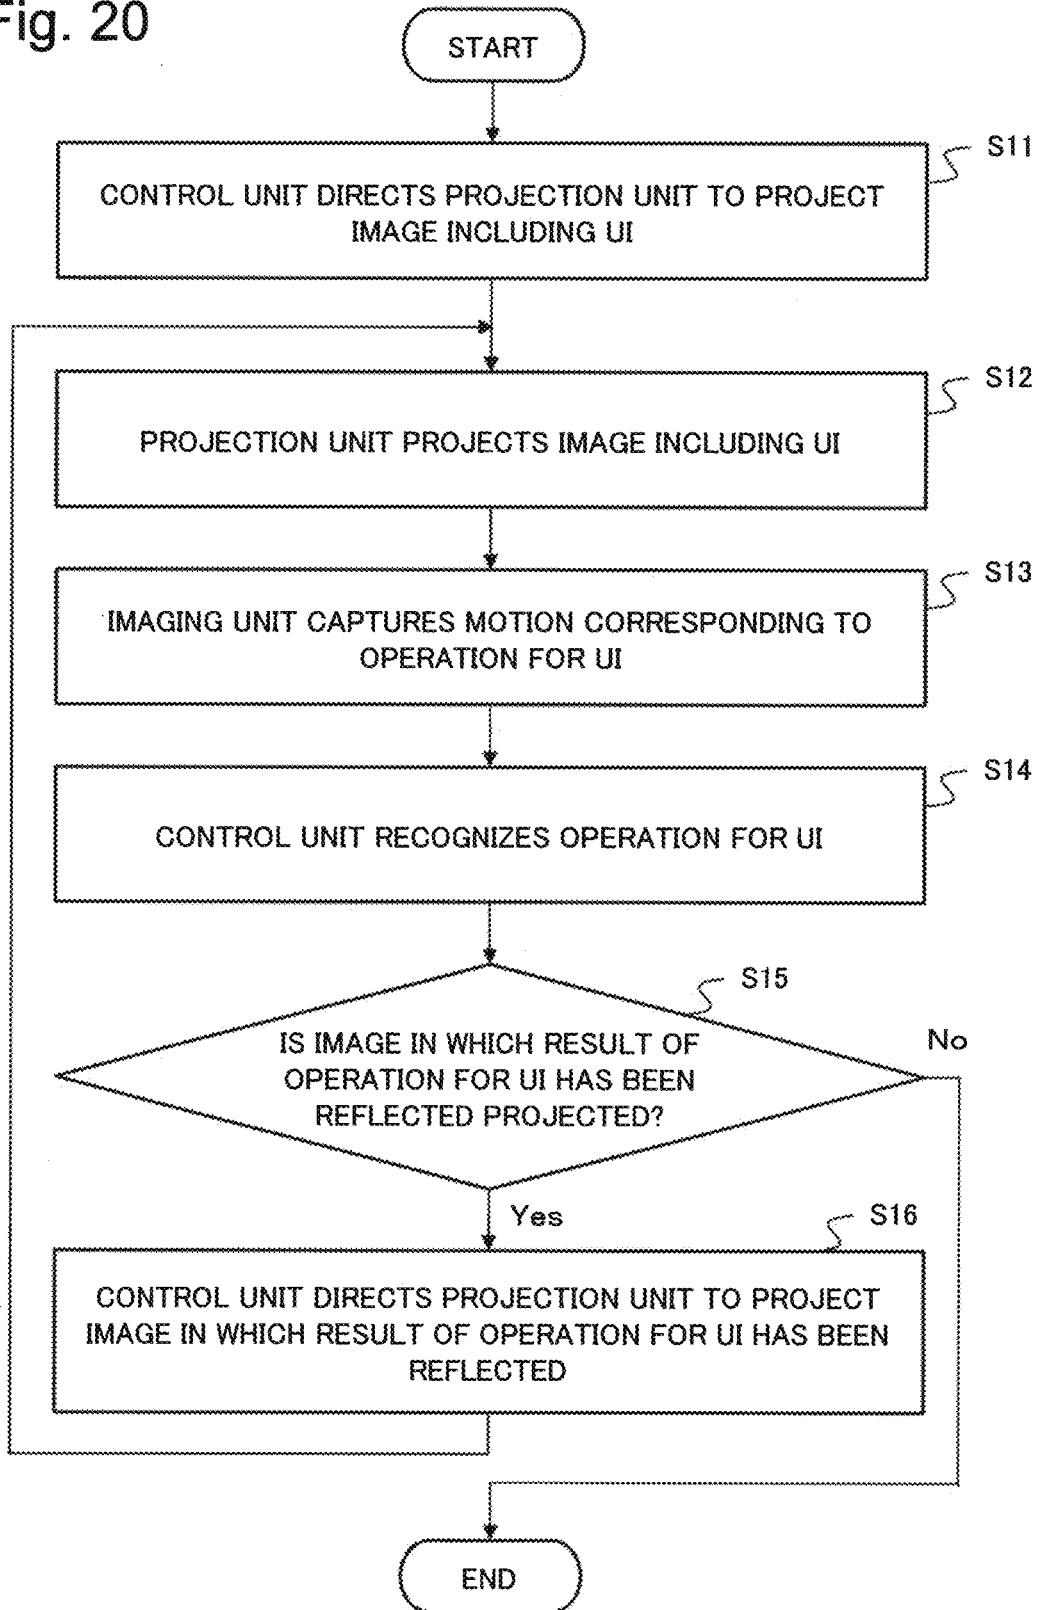 Fig. 20
START
S11
CONTROL UNIT DIRECTS PROJECTION UNIT TO PROJECT
IMAGE INCLUDING UI
S12
PROJECTION UNIT PROJECTS IMAGE INCLUDING UI
S13
IMAGING UNIT CAPTURES MOTION CORRESPONDING TO
OPERATION FOR UI
S14
CONTROL UNIT RECOGNIZES OPERATION FOR UI
S15
IS IMAGE IN WHICH RESULT OF
OPERATION FOR UI HAS BEEN
REFLECTED PROJECTED?
No
Yes
S16
CONTROL UNIT DIRECTS PROJECTION UNIT TO PROJECT
IMAGE IN WHICH RESULT OF OPERATION FOR UI HAS BEEN
REFLECTED
END